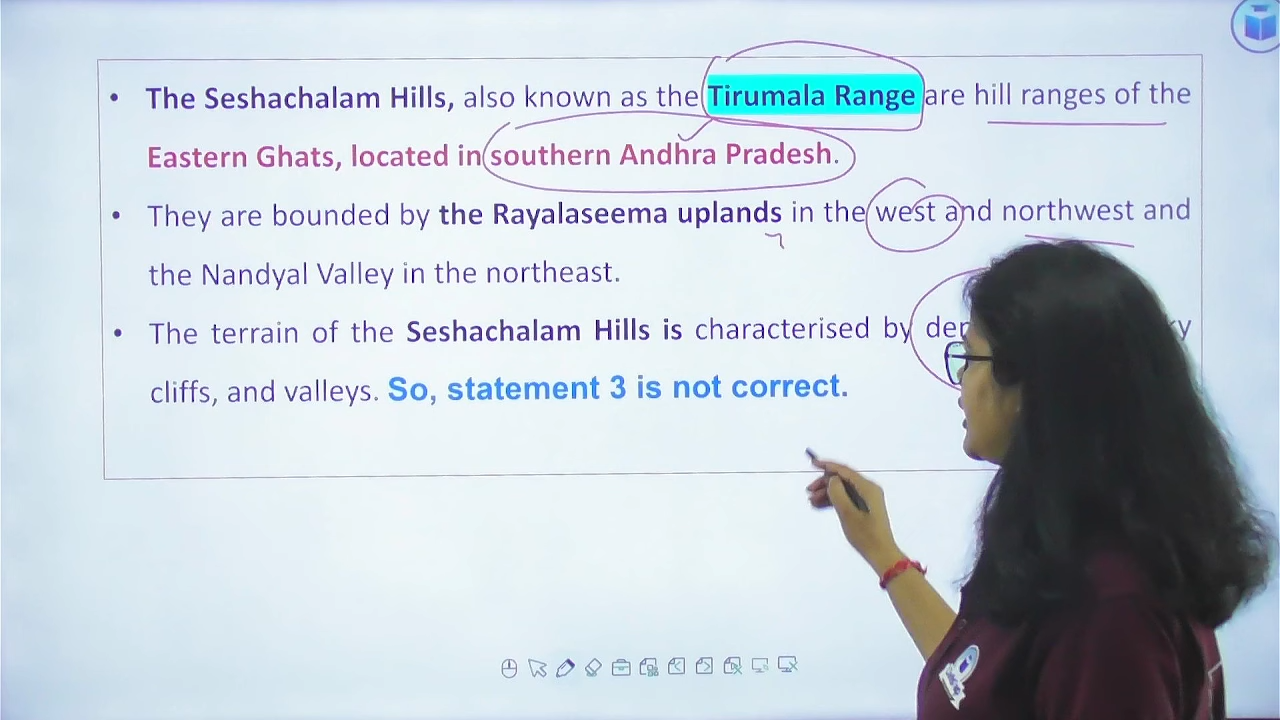 • The Seshachalam Hills, also known as the Tirumala Range are hill ranges of the
Eastern Ghats, located in southern Andhra Pradesh.
• They are bounded by the Rayalaseema uplands in the west and northwest and
the Nandyal Valley in the northeast.
• The terrain of the Seshachalam Hills is characterised by
cliffs, and valleys. So, statement 3 is not correct.